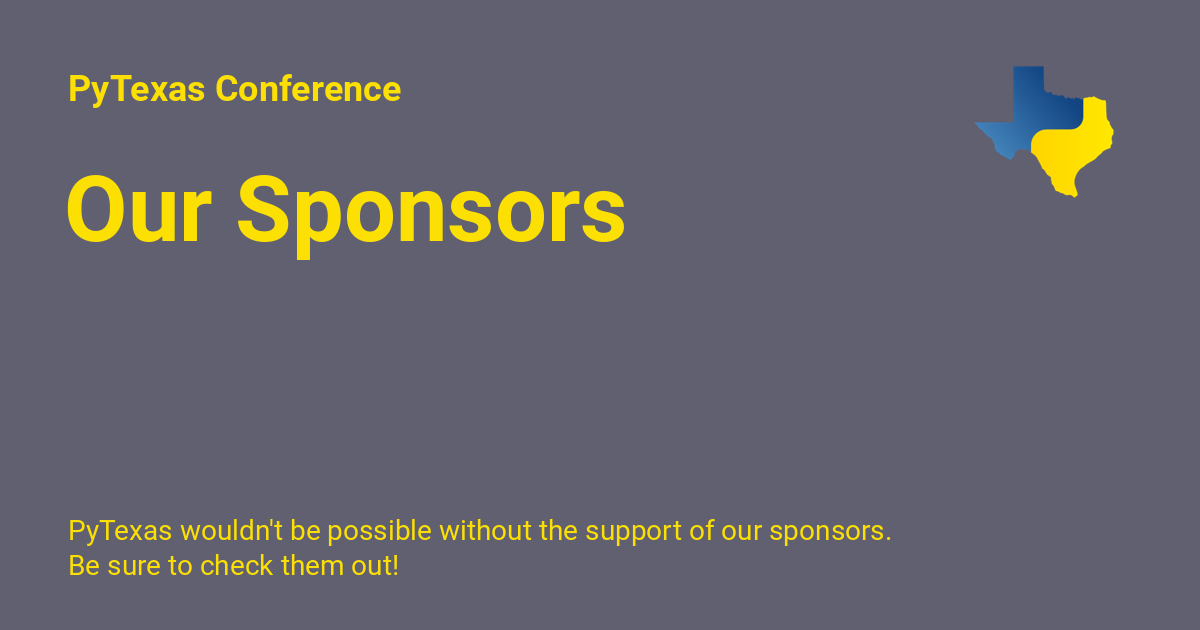 PyTexas Conference
Our Sponsors
PyTexas wouldn't be possible without the support of our sponsors.
Be sure to check them out!